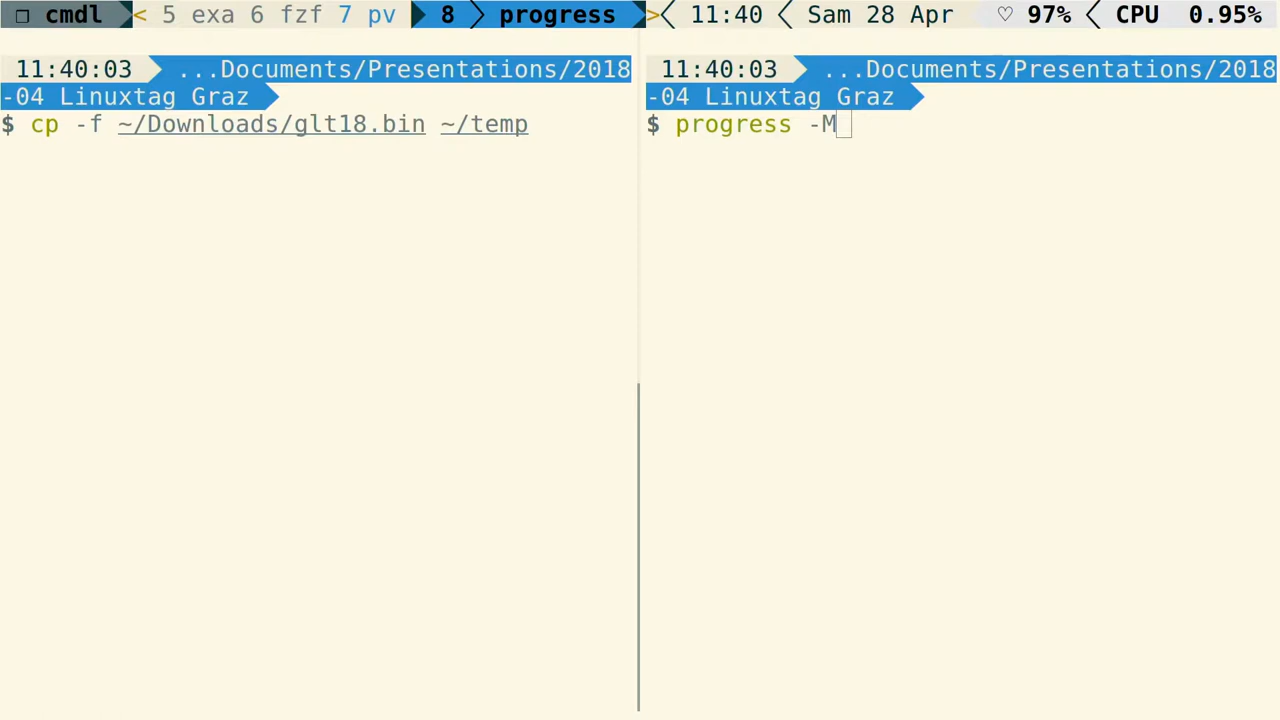 ❐ cmdl < 5 exa 6 fzf 7 pv 8 progress > 11:40 Sam 28 Apr ♡ 97% CPU 0.95%
11:40:03 ...Documents/Presentations/2018
-04 Linuxtag Graz
$ cp -f ~/Downloads/glt18.bin ~/temp
11:40:03 ...Documents/Presentations/2018
-04 Linuxtag Graz
$ progress -M